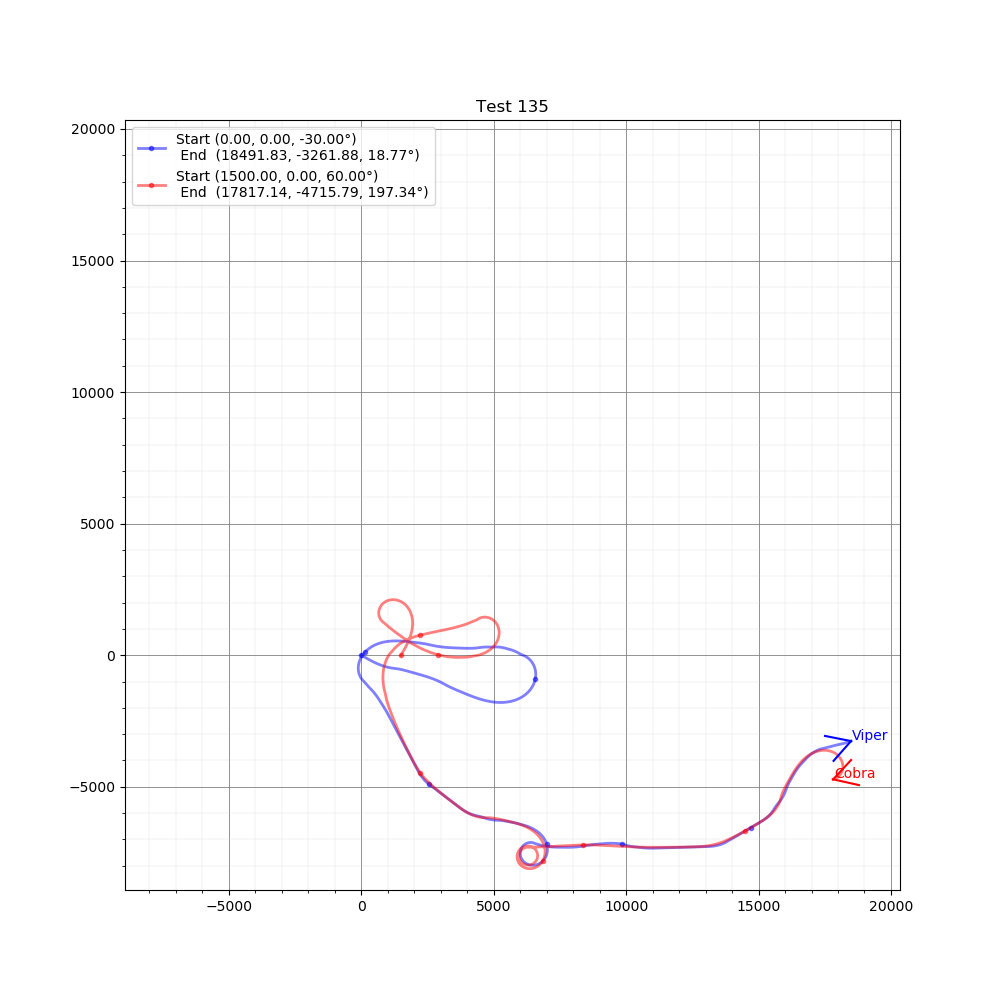 Test 135
Start (0.00, 0.00, -30.00°)
End (18491.83, -3261.88, 18.77°)
Start (1500.00, 0.00, 60.00°)
End (17817.14, -4715.79, 197.34°)
20000
15000
10000
5000
0
−5000
Viper
Cobra
−5000 0 5000 10000 15000 20000